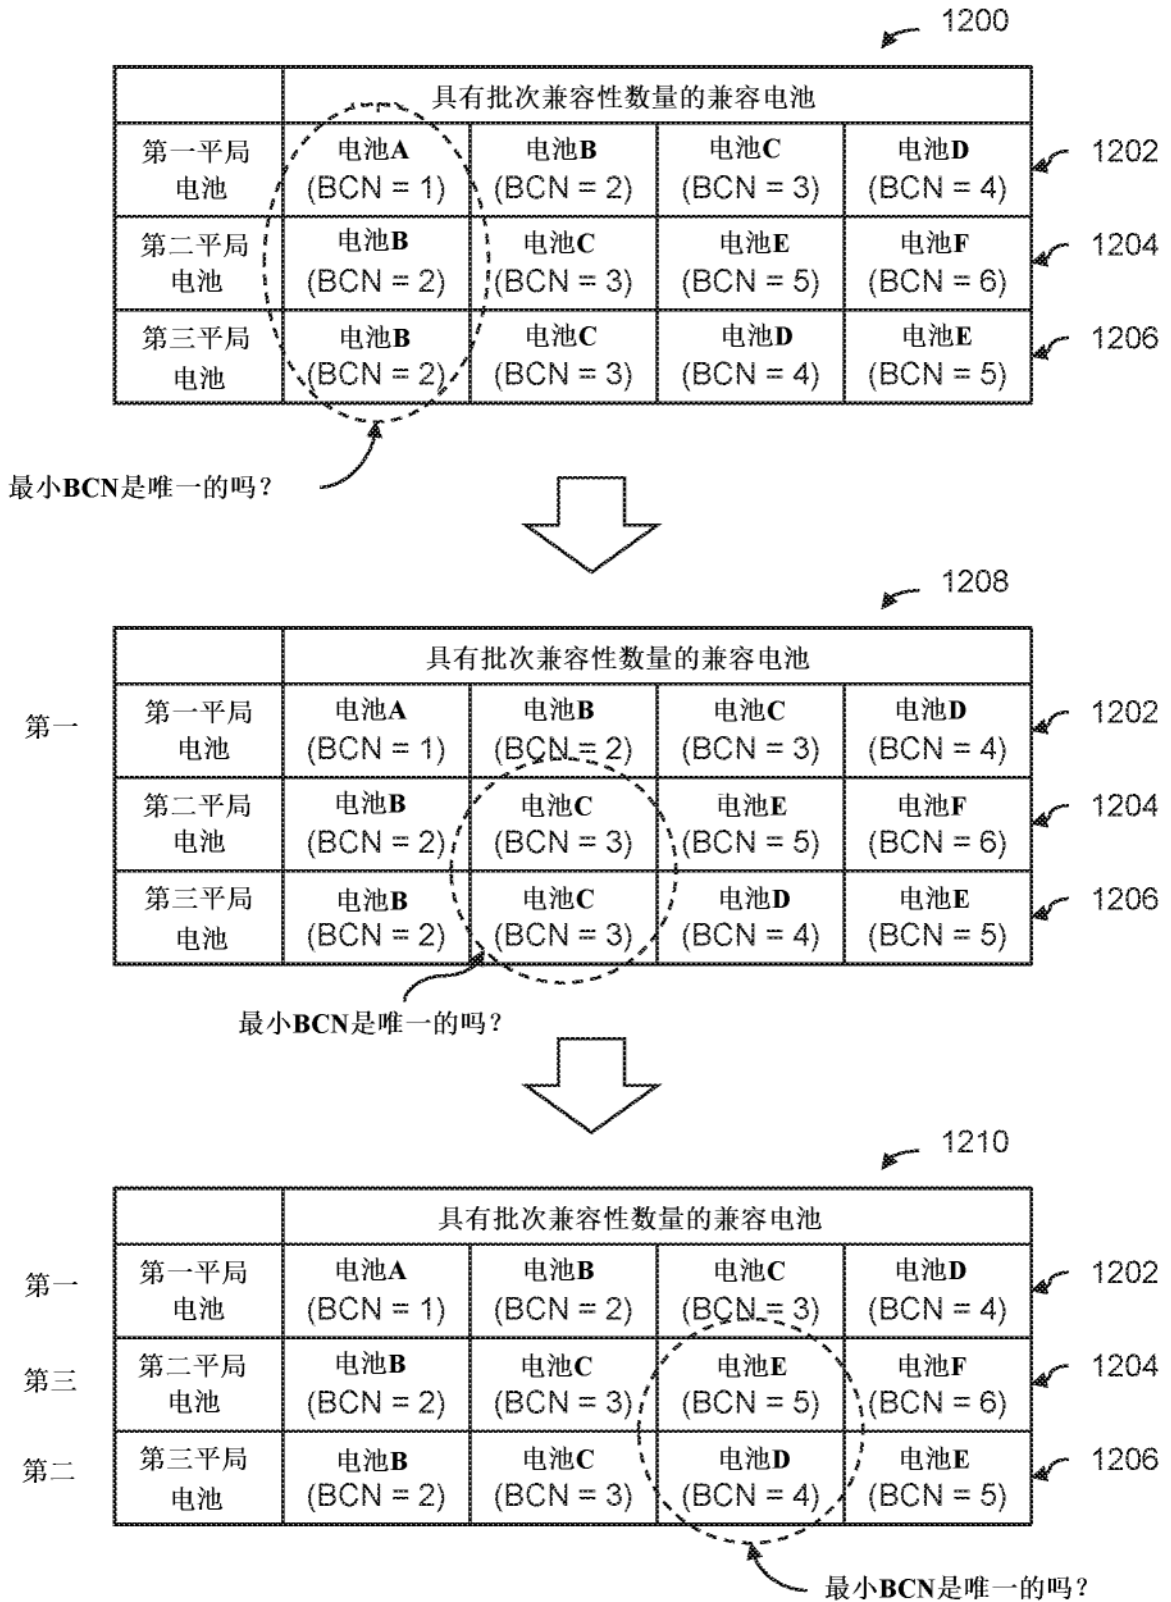 1200
具有批次兼容性数量的兼容电池
第一平局 电池A 电池B 电池C 电池D 1202
电池 (BCN = 1) (BCN = 2) (BCN = 3) (BCN = 4)
第二平局 电池B 电池C 电池E 电池F 1204
电池 (BCN = 2) (BCN = 3) (BCN = 5) (BCN = 6)
第三平局 电池B 电池C 电池D 电池E 1206
电池 (BCN = 2) (BCN = 3) (BCN = 4) (BCN = 5)
最小BCN是唯一的吗?
1208
具有批次兼容性数量的兼容电池
第一 第一平局 电池A 电池B 电池C 电池D 1202
电池 (BCN = 1) (BCN = 2) (BCN = 3) (BCN = 4)
第二平局 电池B 电池C 电池E 电池F 1204
电池 (BCN = 2) (BCN = 3) (BCN = 5) (BCN = 6)
第三平局 电池B 电池C 电池D 电池E 1206
电池 (BCN = 2) (BCN = 3) (BCN = 4) (BCN = 5)
最小BCN是唯一的吗?
1210
具有批次兼容性数量的兼容电池
第一 第一平局 电池A 电池B 电池C 电池D 1202
电池 (BCN = 1) (BCN = 2) (BCN = 3) (BCN = 4)
第三 第二平局 电池B 电池C 电池E 电池F 1204
电池 (BCN = 2) (BCN = 3) (BCN = 5) (BCN = 6)
第二 第三平局 电池B 电池C 电池D 电池E 1206
电池 (BCN = 2) (BCN = 3) (BCN = 4) (BCN = 5)
最小BCN是唯一的吗?